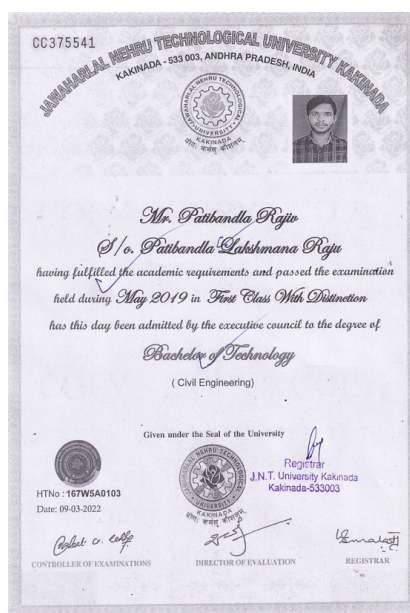 CC375541
JAWAHARLAL NEHRU TECHNOLOGICAL UNIVERSITY KAKINADA
KAKINADA - 533 003, ANDHRA PRADESH, INDIA
Mr. Patibandla Rajiv
S/o. Patibandla Lakshmana Raju
having fulfilled the academic requirements and passed the examination
held during May 2019 in First Class With Distinction
has this day been admitted by the executive council to the degree of
Bachelor of Technology
( Civil Engineering)
Given under the Seal of the University
Registrar
J.N.T. University Kakinada
Kakinada-533003
HTNo : 167W5A0103
Date: 09-03-2022
KAKINADA
CONTROLLER OF EXAMINATIONS
DIRECTOR OF EVALUATION
REGISTRAR